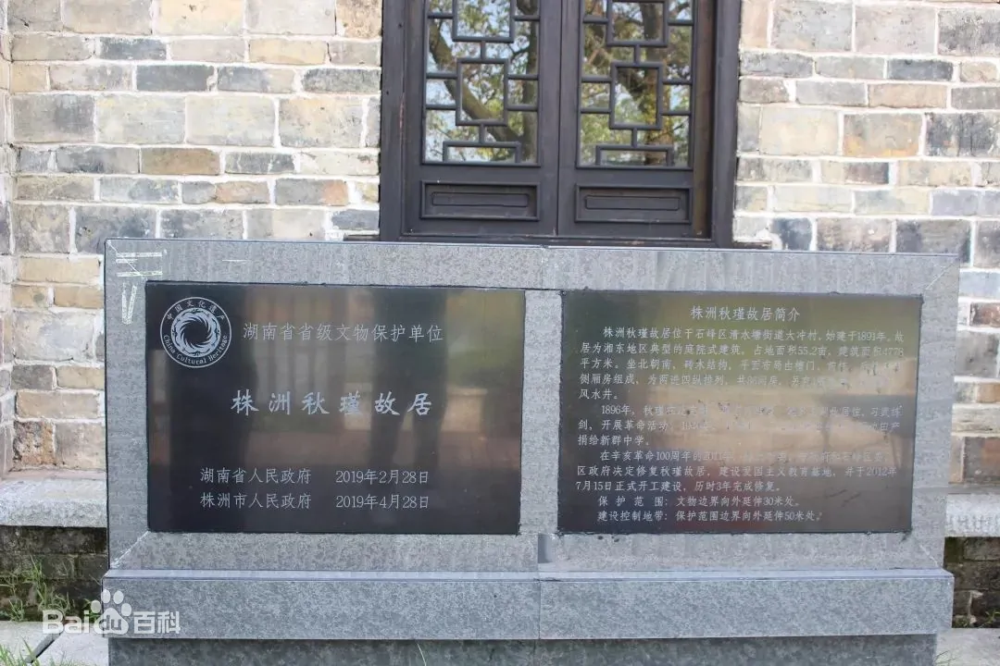 中国文化遗产
China Cultural Heritage
湖南省省级文物保护单位
株洲秋瑾故居
湖南省人民政府 2019年2月28日
株洲市人民政府 2019年4月28日
株洲秋瑾故居简介
株洲秋瑾故居位于石峰区清水塘街道大冲村。始建于1891年。故
居为湘东地区典型的庭院式建筑，占地面积55.2亩，建筑面积1778
平方米。坐北朝南，砖木结构，平面布局由槽门、前栋、
侧厢房组成，为两进四纵排列，共36间房，另
风水井。
1896年，秋瑾 居住，习武练
剑，开展革命活动， 田产
捐给新群中学。
在辛亥革命100周年的2011年，
区政府决定修复秋瑾故居，建设爱国主义教育基地，并于2012年
7月15日正式开工建设，历时3年完成修复。
保护范围：文物边界向外延伸30米处。
建设控制地带：保护范围边界向外延伸50米处。
Baidu百科